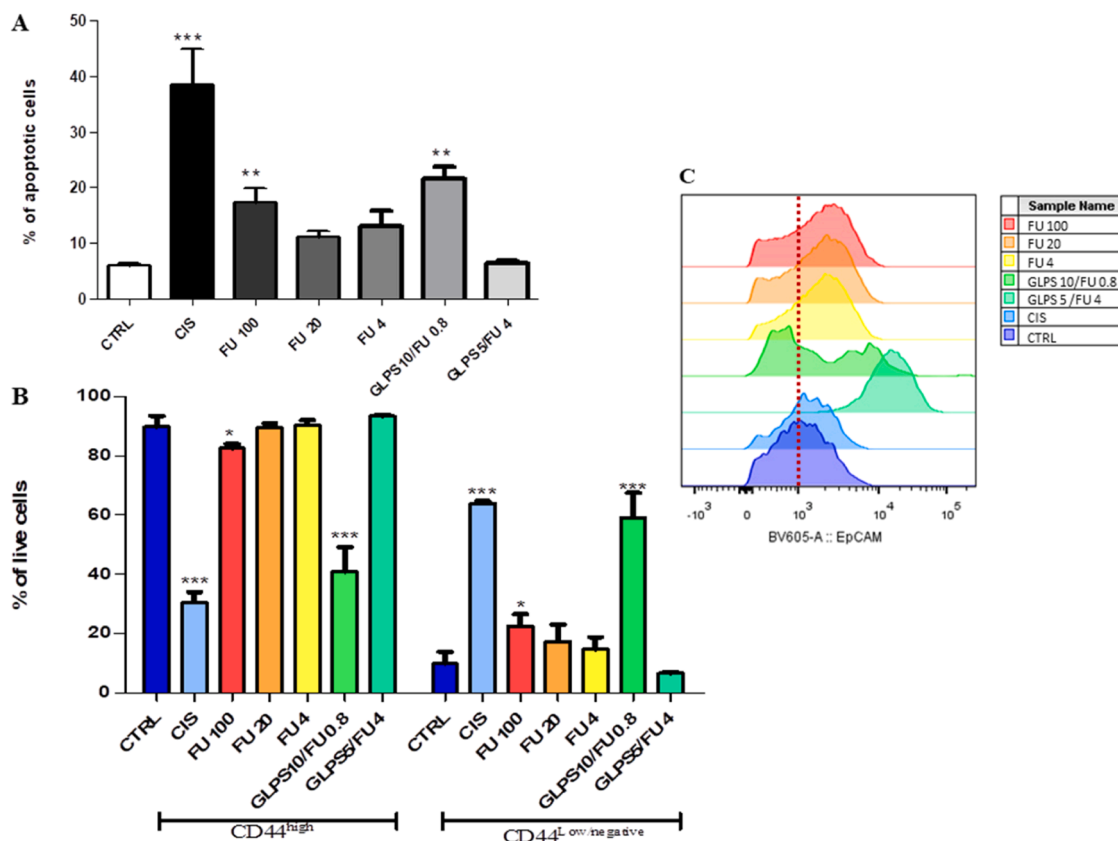 A
% of apoptotic cells
50
40
30
20
10
0
***
**
**
CTRL
CIS
FU 100
FU 20
FU 4
GLPS10/FU 0.8
GLPS5/FU 4
B
% of live cells
100
80
60
40
20
0
***
*
***
***
*
***
CTRL
CIS
FU 100
FU 20
FU 4
GLPS10/FU0.8
GLPS5/FU4
CTRL
CIS
FU 100
FU 20
FU 4
GLPS10/FU0.8
GLPS5/FU4
CD44high
CD44Low/negative
C
-10³ 0 10³ 10⁴ 10⁵
BV605-A :: EpCAM
Sample Name
FU 100
FU 20
FU 4
GLPS 10/FU 0.8
GLPS 5 /FU 4
CIS
CTRL